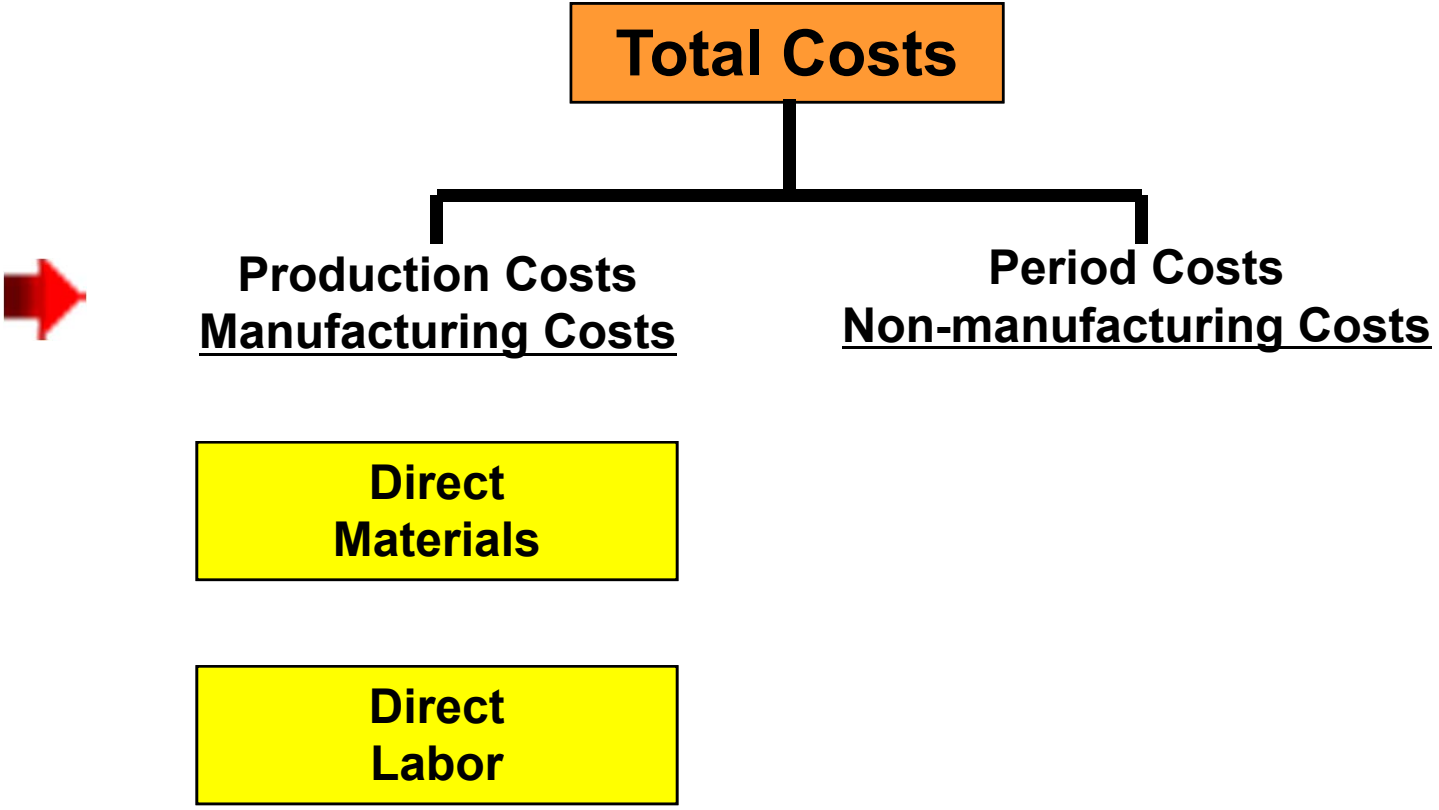 Total Costs
Production Costs
Manufacturing Costs
Period Costs
Non-manufacturing Costs
Direct
Materials
Direct
Labor